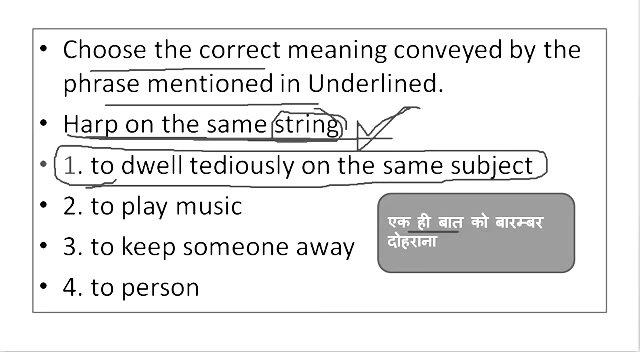 • Choose the correct meaning conveyed by the
phrase mentioned in Underlined.
• Harp on the same string
• 1. to dwell tediously on the same subject
• 2. to play music
• 3. to keep someone away
• 4. to person
एक ही बात को बारम्बर
दोहराना